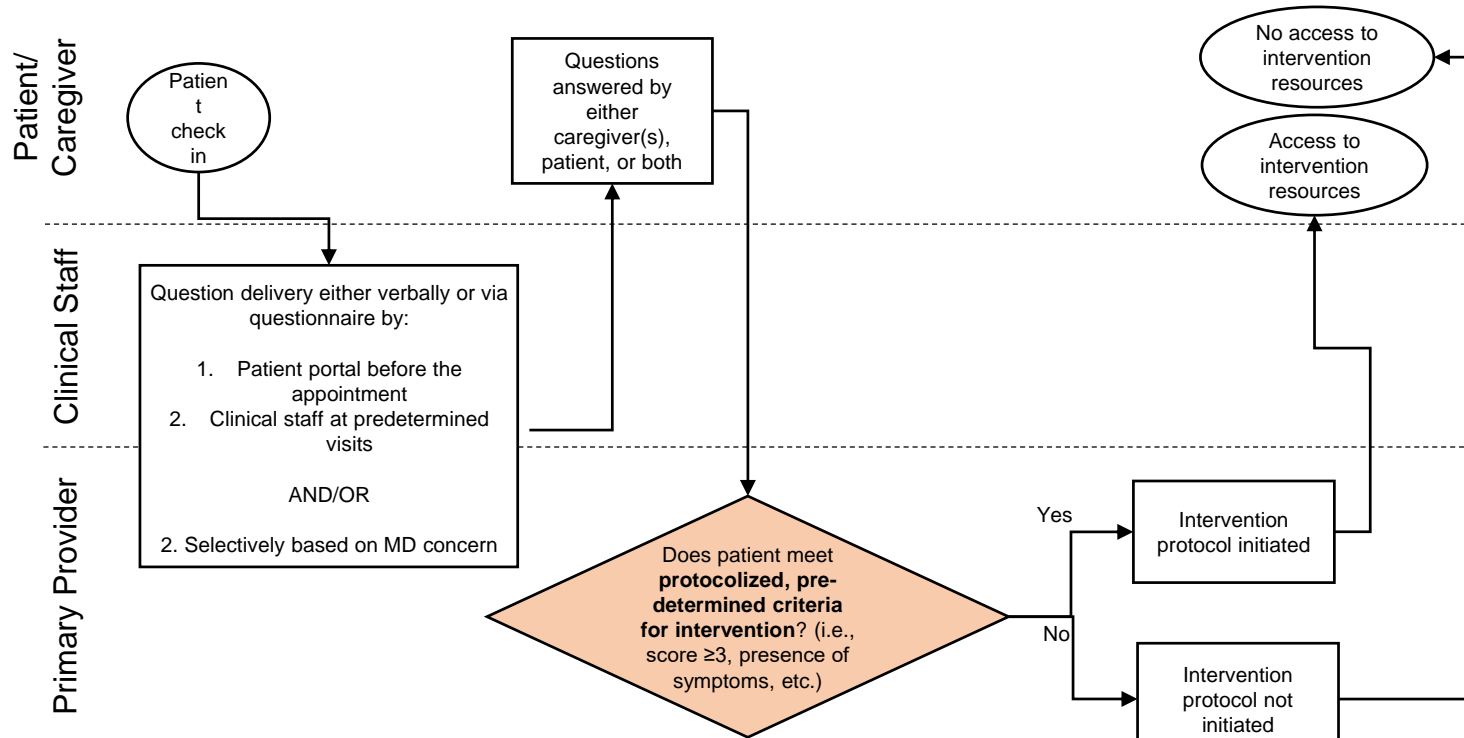 Patient/
Caregiver
Patien
t
check
in
Questions
answered by
either
caregiver(s),
patient, or both
No access to
intervention
resources
Access to
intervention
resources
Clinical Staff
Question delivery either verbally or via
questionnaire by:
1. Patient portal before the
appointment
2. Clinical staff at predetermined
visits
AND/OR
2. Selectively based on MD concern
Primary Provider
Does patient meet
protocolized, pre-
determined criteria
for intervention? (i.e.,
score ≥3, presence of
symptoms, etc.)
Yes
Intervention
protocol initiated
No
Intervention
protocol not
initiated